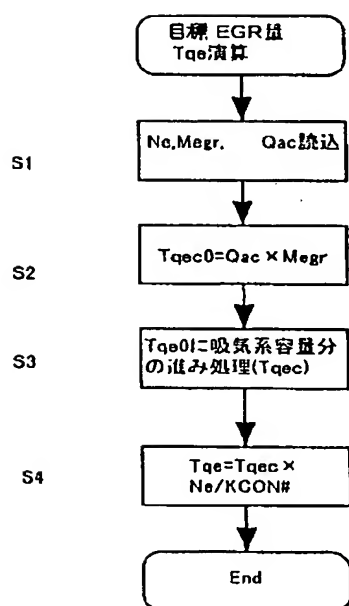 目標 EGR量
Tqe演算
S1
Ne,Megr. Qac読込
S2
Tqec0=Qac×Megr
S3
Tqe0に吸気系容量分
の進み処理(Tqec)
S4
Tqe=Tqec×
Ne/KCON#
End